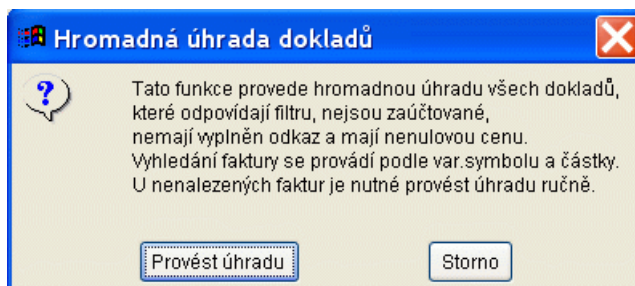 Hromadná úhrada dokladů
Tato funkce provede hromadnou úhradu všech dokladů,
které odpovídají filtru, nejsou zaúčtované,
nemají vyplněn odkaz a mají nenulovou cenu.
Vyhledání faktury se provádí podle var.symbolu a částky.
U nenalezených faktur je nutné provést úhradu ručně.
Provést úhradu
Storno